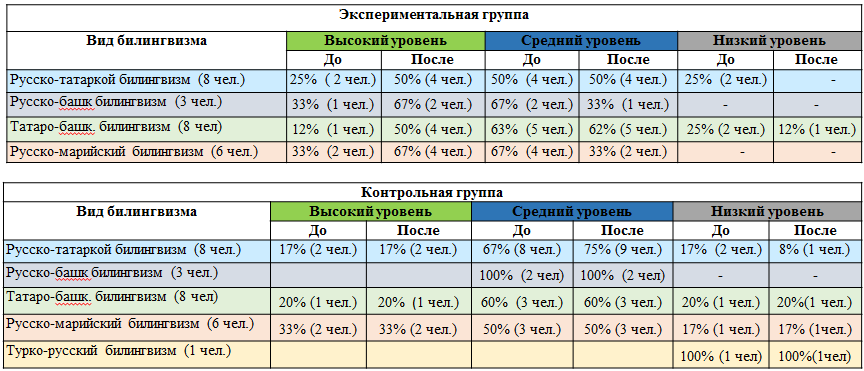 Экспериментальная группа
Вид билингвизма Высокий уровень Средний уровень Низкий уровень
До После До После До После
Русско-татаркой билингвизм (8 чел.) 25% ( 2 чел.) 50% (4 чел.) 50% (4 чел.) 50% (4 чел.) 25% (2 чел.) -
Русско-башк билингвизм (3 чел.) 33% (1 чел.) 67% (2 чел.) 67% (2 чел.) 33% (1 чел.) - -
Татаро-башк. билингвизм (8 чел) 12% (1 чел.) 50% (4 чел.) 63% (5 чел.) 62% (5 чел.) 25% (2 чел.) 12% (1 чел.)
Русско-марийский билингвизм (6 чел.) 33% (2 чел.) 67% (4 чел.) 67% (4 чел.) 33% (2 чел.) - -
Контрольная группа
Вид билингвизма Высокий уровень Средний уровень Низкий уровень
До После До После До После
Русско-татаркой билингвизм (8 чел.) 17% (2 чел.) 17% (2 чел.) 67% (8 чел.) 75% (9 чел.) 17% (2 чел.) 8% (1 чел.)
Русско-башк билингвизм (3 чел.) 100% (2 чел) 100% (2 чел) - -
Татаро-башк. билингвизм (8 чел) 20% (1 чел.) 20% (1 чел.) 60% (3 чел.) 60% (3 чел.) 20% (1 чел.) 20%(1 чел.)
Русско-марийский билингвизм (6 чел.) 33% (2 чел.) 33% (2 чел.) 50% (3 чел.) 50% (3 чел.) 17% (1 чел.) 17% (1чел.)
Турко-русский билингвизм (1 чел.) 100% (1 чел) 100%(1чел)